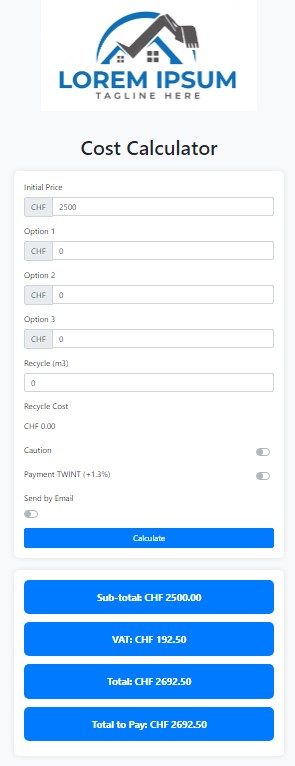 LOREM IPSUM
TAGLINE HERE
Cost Calculator
Initial Price
CHF 2500
Option 1
CHF 0
Option 2
CHF 0
Option 3
CHF 0
Recycle (m3)
0
Recycle Cost
CHF 0.00
Caution
Payment TWINT (+1.3%)
Send by Email
Calculate
Sub-total: CHF 2500.00
VAT: CHF 192.50
Total: CHF 2692.50
Total to Pay: CHF 2692.50